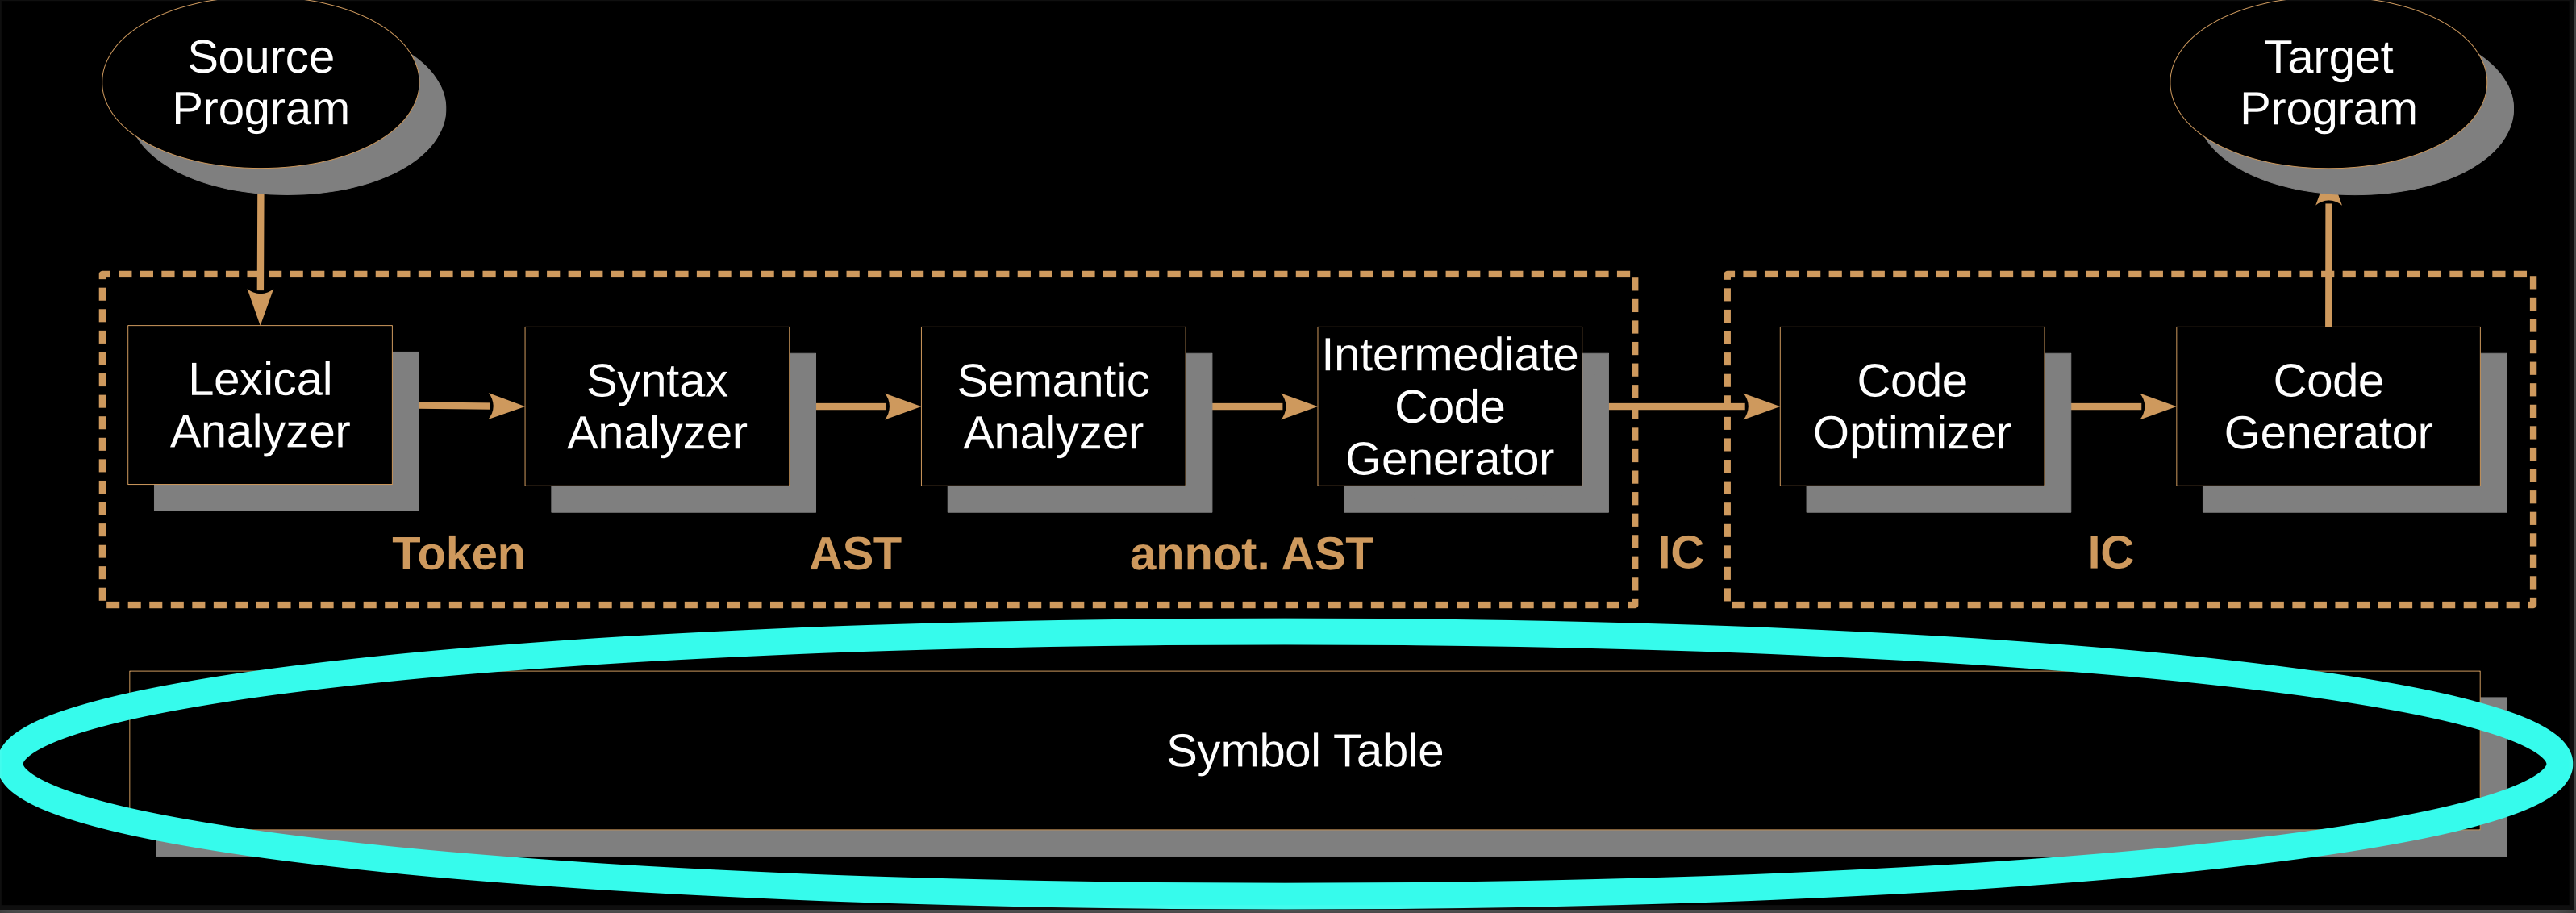 Source
Program
Target
Program
Lexical
Analyzer
Syntax
Analyzer
Semantic
Analyzer
Intermediate
Code
Generator
Code
Optimizer
Code
Generator
Token
AST
annot. AST
IC
IC
Symbol Table